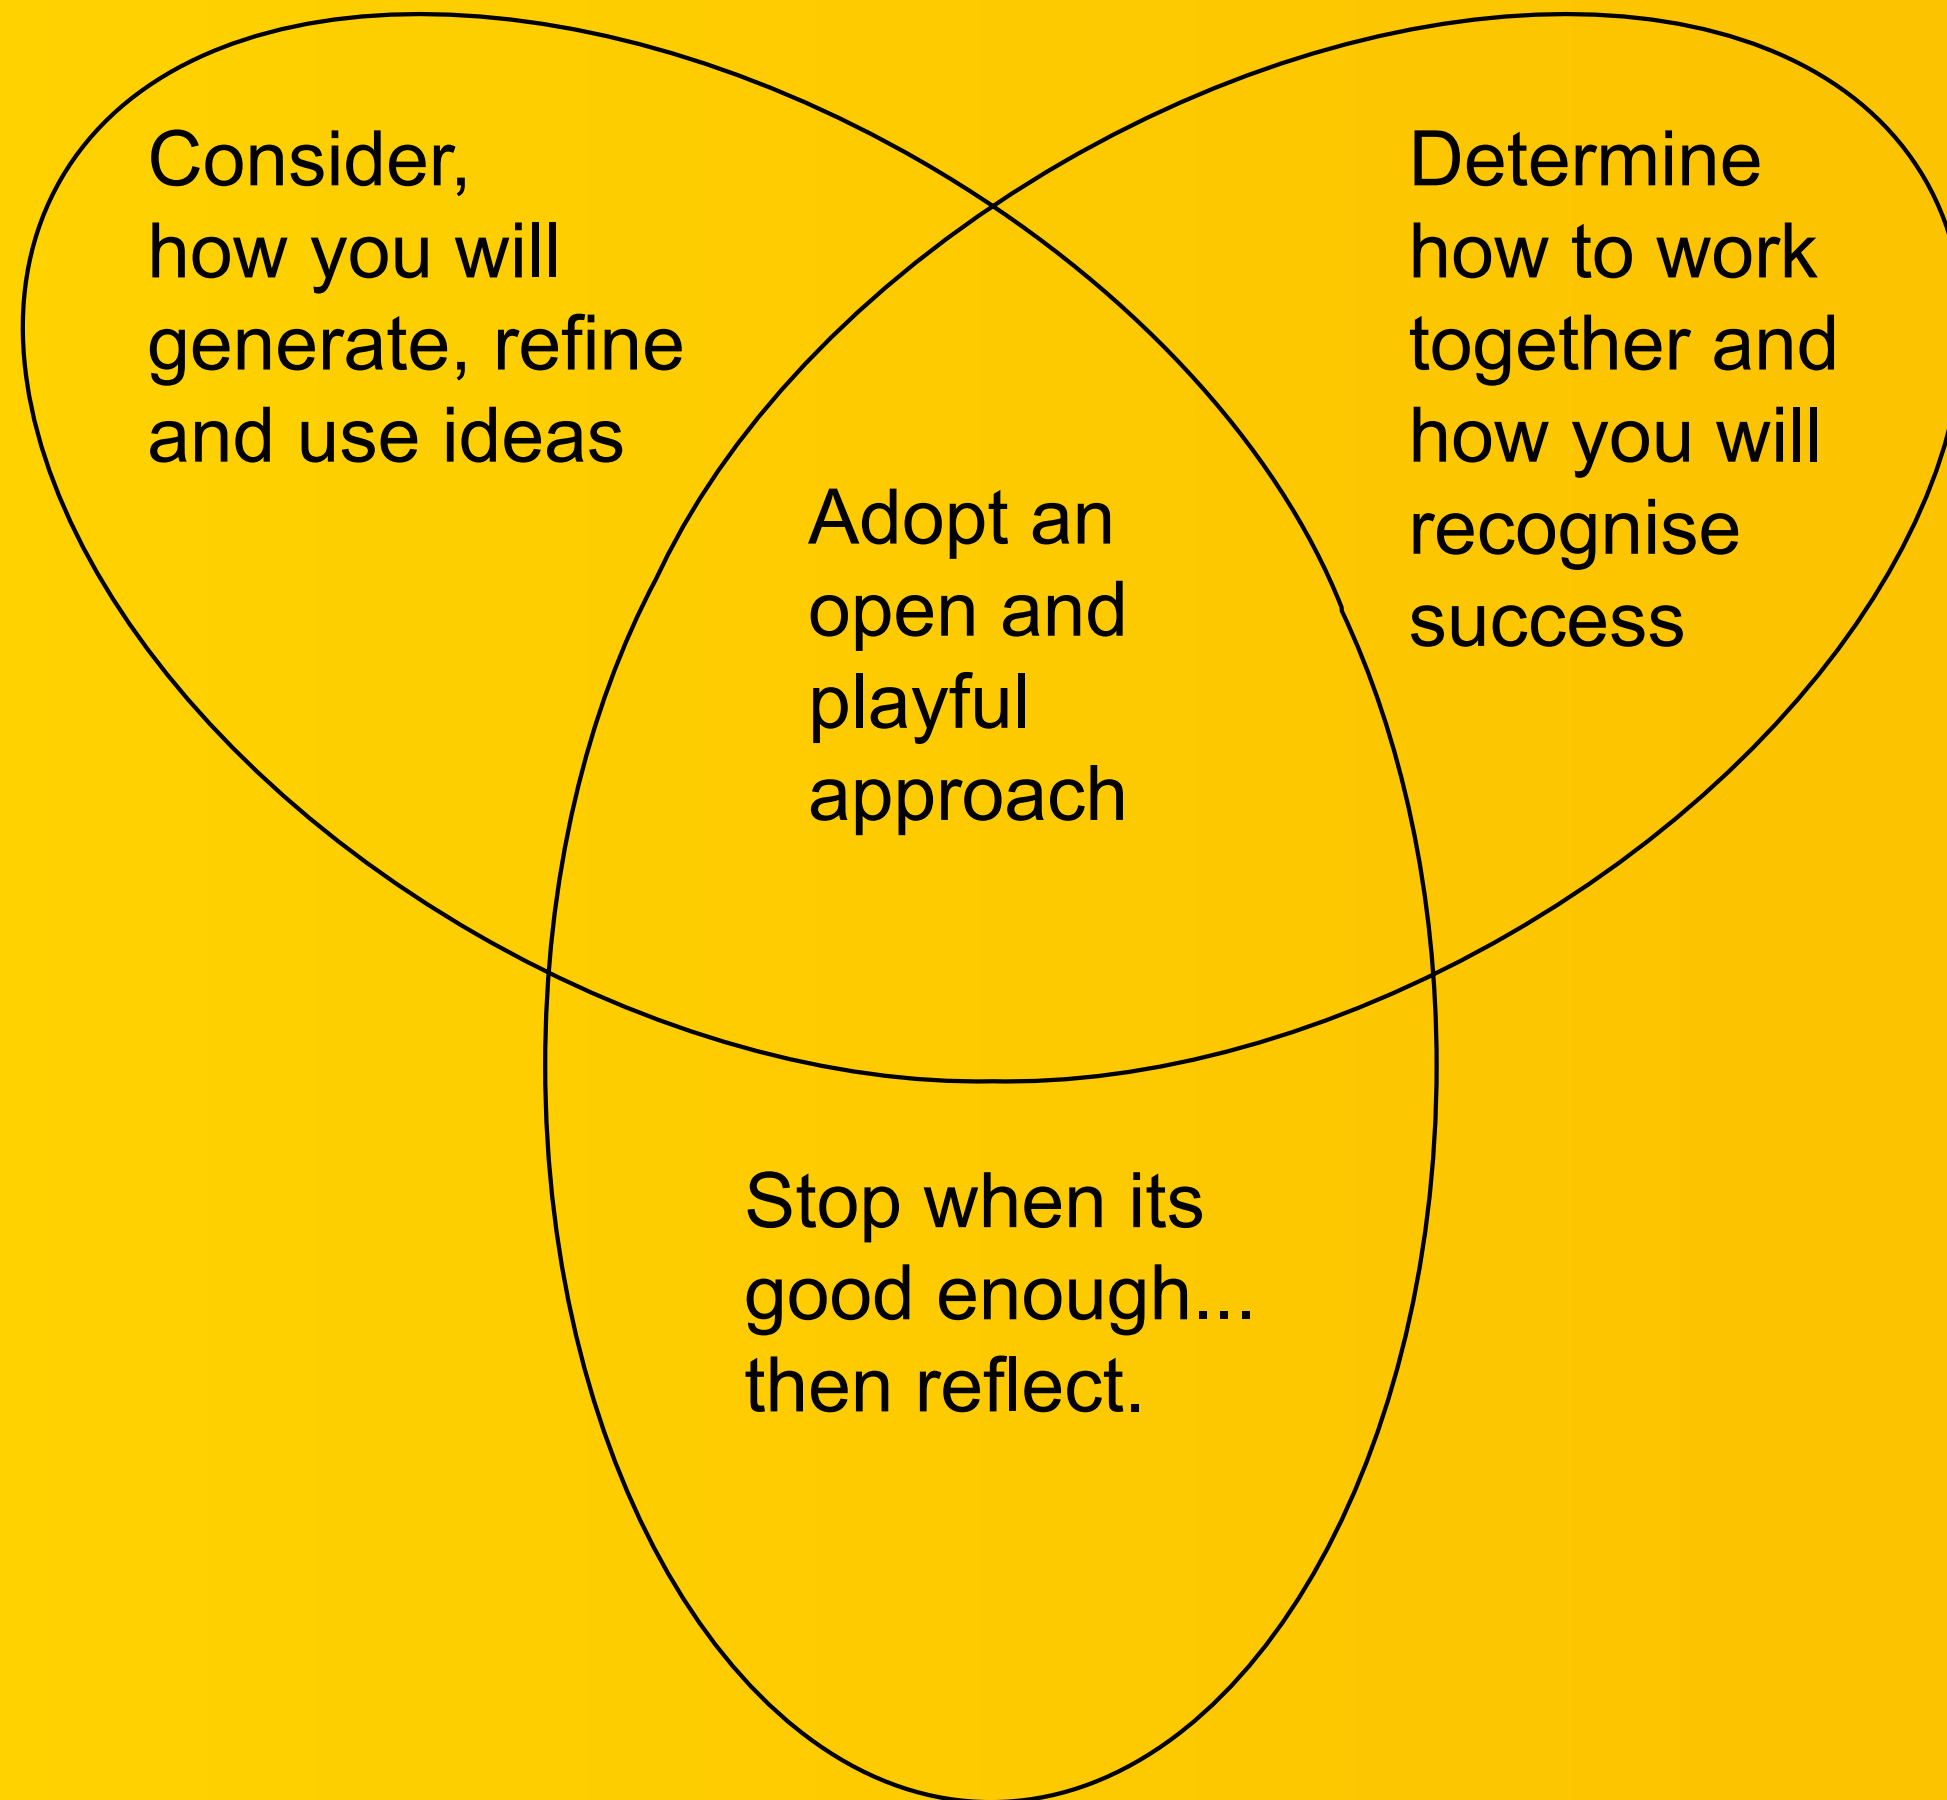 Consider,
how you will
generate, refine
and use ideas
Determine
how to work
together and
how you will
recognise
success
Adopt an
open and
playful
approach
Stop when its
good enough...
then reflect.